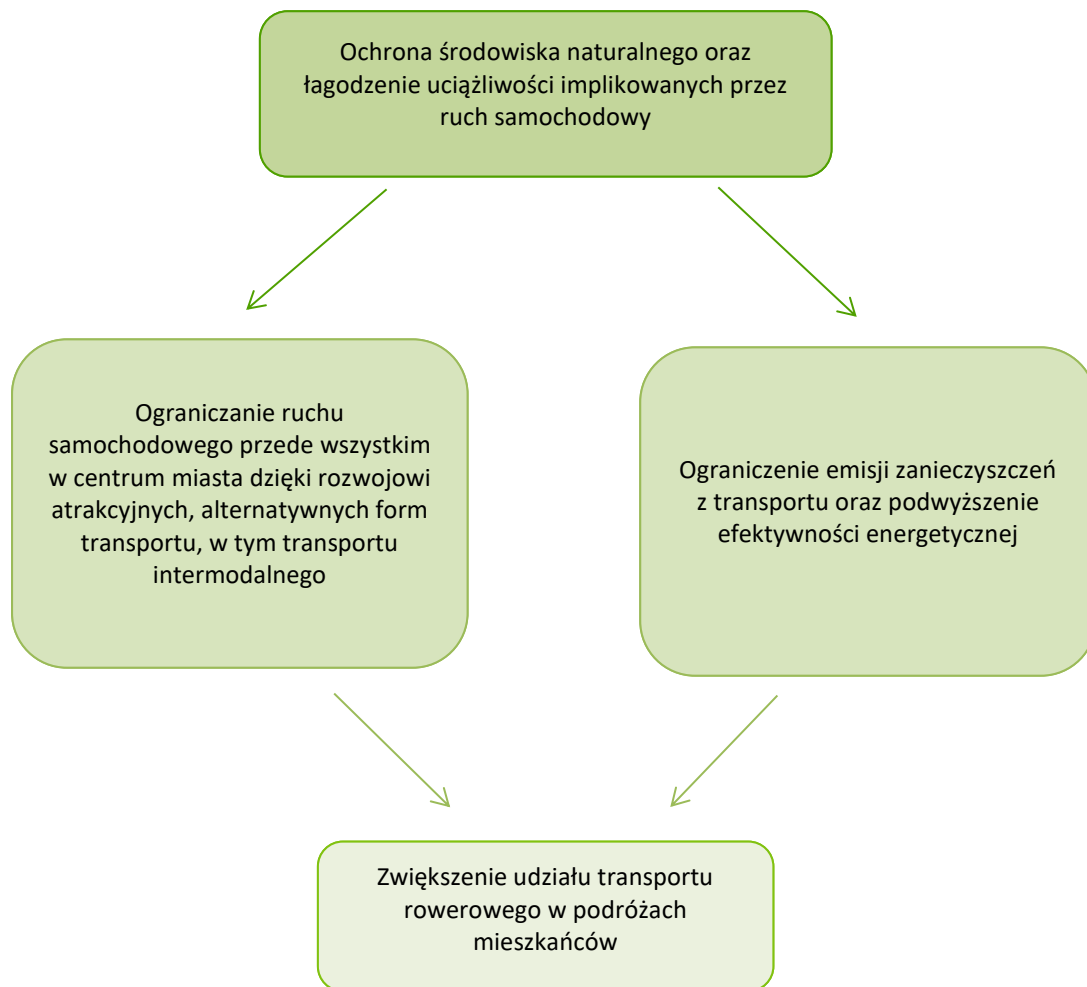 Ochrona środowiska naturalnego oraz
łagodzenie uciążliwości implikowanych przez
ruch samochodowy
Ograniczanie ruchu
samochodowego przede wszystkim
w centrum miasta dzięki rozwojowi
atrakcyjnych, alternatywnych form
transportu, w tym transportu
intermodalnego
Ograniczenie emisji zanieczyszczeń
z transportu oraz podwyższenie
efektywności energetycznej
Zwiększenie udziału transportu
rowerowego w podróżach
mieszkańców